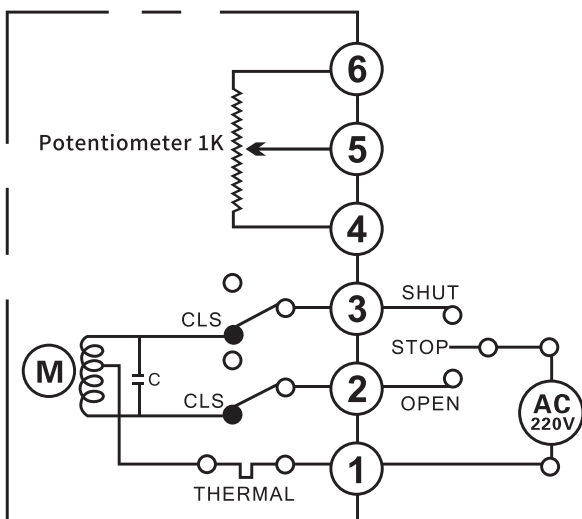 6
Potentiometer 1K
5
4
3
SHUT
CLS
STOP
M
C
2
CLS
OPEN
AC
220V
1
THERMAL